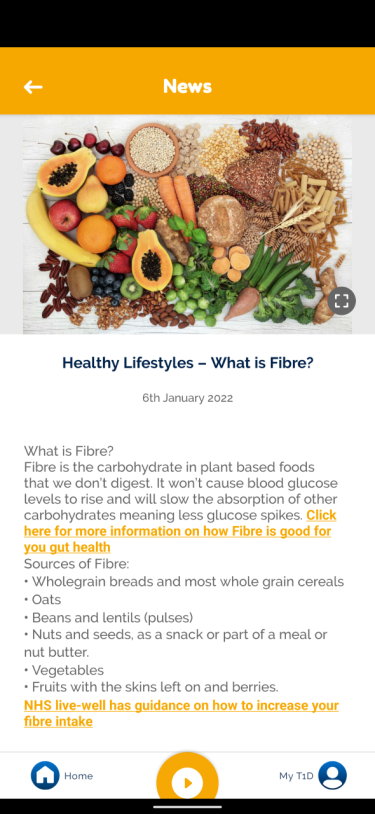 News
Healthy Lifestyles – What is Fibre?
6th January 2022
What is Fibre?
Fibre is the carbohydrate in plant based foods
that we don't digest. It won't cause blood glucose
levels to rise and will slow the absorption of other
carbohydrates meaning less glucose spikes. Click
here for more information on how Fibre is good for
you gut health
Sources of Fibre:
• Wholegrain breads and most whole grain cereals
• Oats
• Beans and lentils (pulses)
• Nuts and seeds, as a snack or part of a meal or
nut butter.
• Vegetables
• Fruits with the skins left on and berries.
NHS live-well has guidance on how to increase your
fibre intake
Home
My T1D